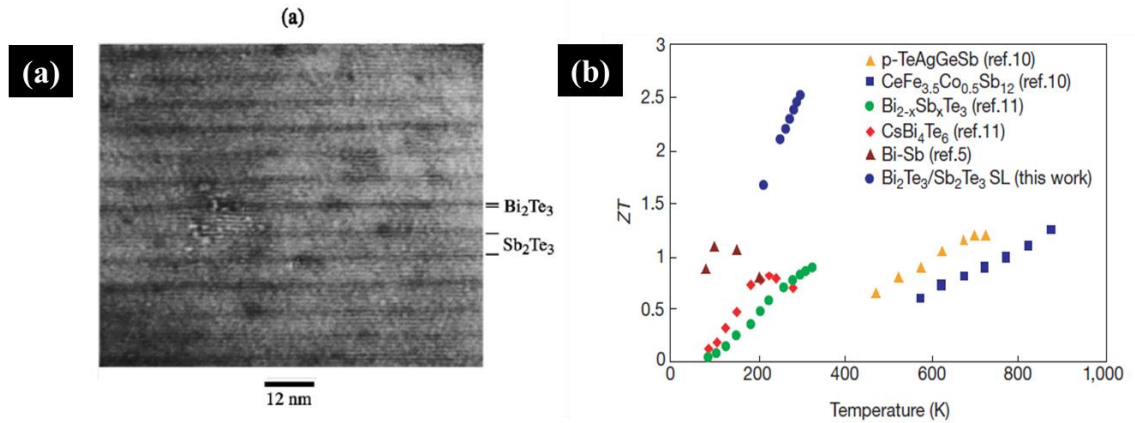 (a)
(a)
Bi₂Te₃
Sb₂Te₃
12 nm
(b)
3
2.5
2
1.5
1
0.5
0
ZT
p-TeAgGeSb (ref.10)
CeFe₃.₅Co₀.₅Sb₁₂ (ref.10)
Bi₂₋ₓSbₓTe₃ (ref.11)
CsBi₄Te₆ (ref.11)
Bi-Sb (ref.5)
Bi₂Te₃/Sb₂Te₃ SL (this work)
0 200 400 600 800 1,000
Temperature (K)